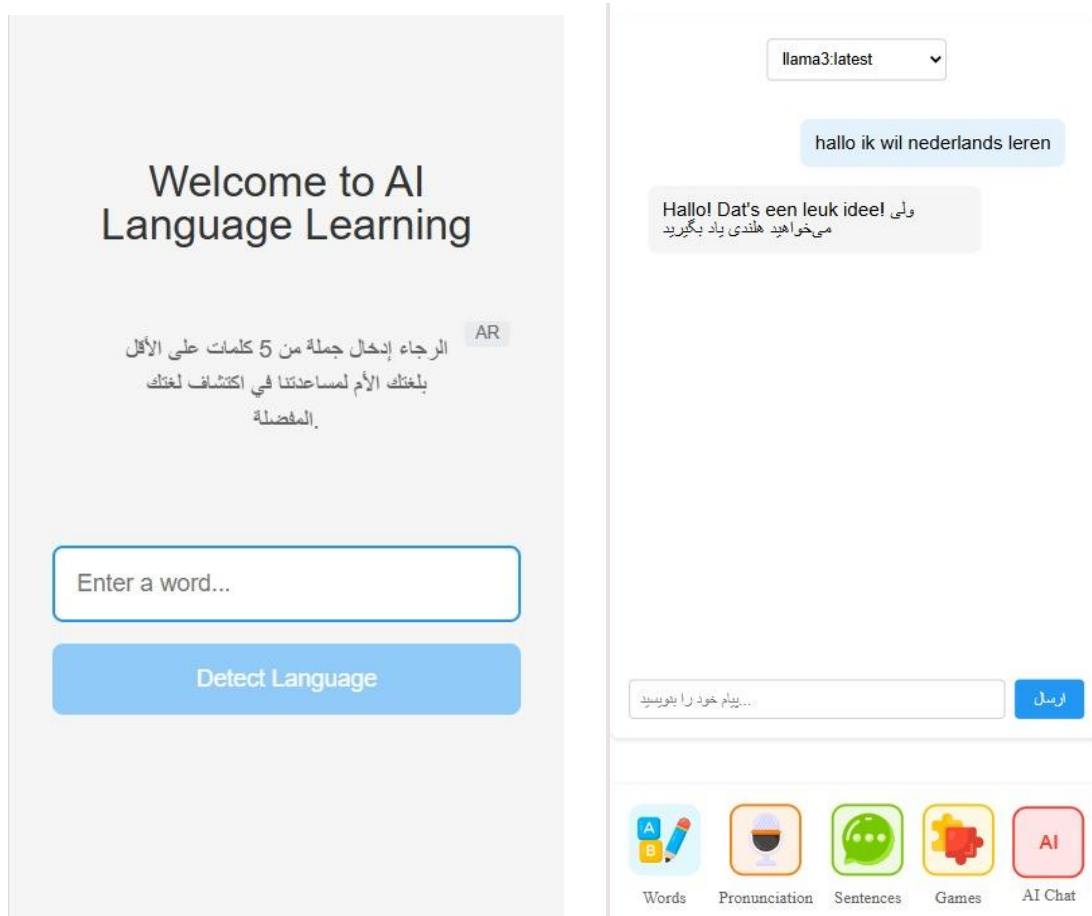 Welcome to AI
Language Learning
AR
الرجاء إدخال جملة من 5 كلمات على الأقل
بلغتك الأم لمساعدتنا في اكتشاف لغتك
.المفضلة
Enter a word...
Detect Language
llama3:latest
hallo ik wil nederlands leren
Hallo! Dat's een leuk idee! ولی
می‌خواهید هلندی یاد بگیرید
...پیام خود را بنویسید
ارسال
A
B
AI
Words Pronunciation Sentences Games AI Chat